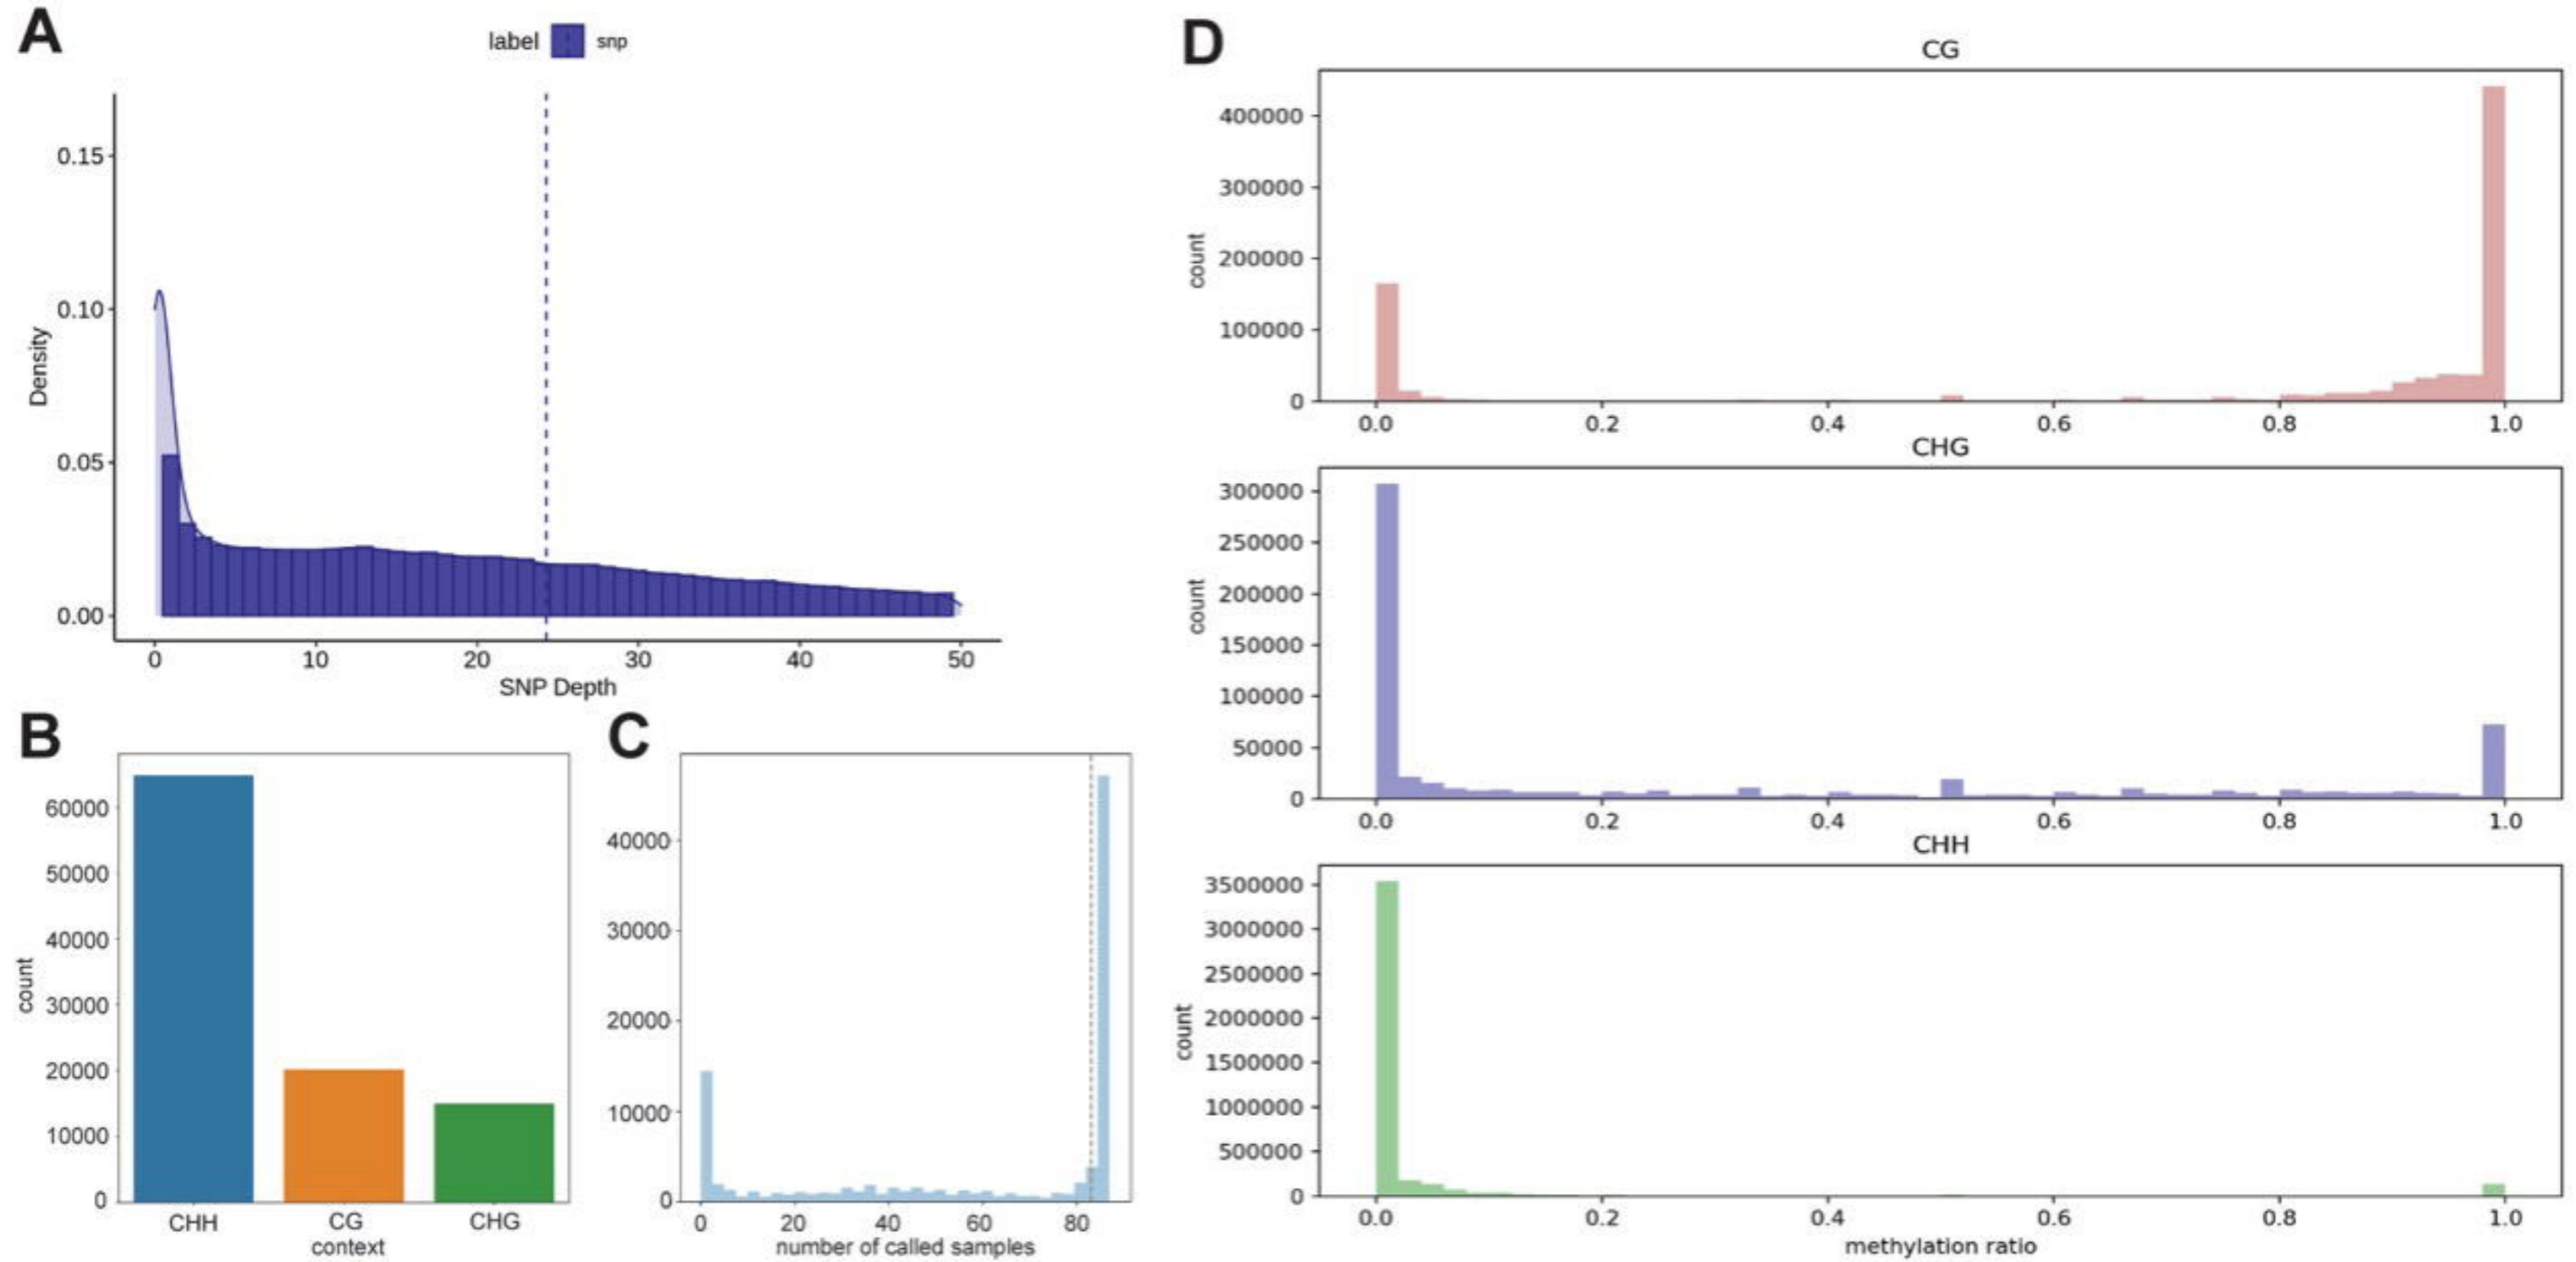 A
label snp
0.15
0.10
0.05
0.00
Density
0 10 20 30 40 50
SNP Depth
B
60000
50000
40000
30000
20000
10000
0
count
CHH CG CHG
context
C
40000
30000
20000
10000
0
0 20 40 60 80
number of called samples
D
CG
400000
300000
200000
100000
0
count
0.0 0.2 0.4 0.6 0.8 1.0
CHG
300000
250000
200000
150000
100000
50000
0
count
0.0 0.2 0.4 0.6 0.8 1.0
CHH
3500000
3000000
2500000
2000000
1500000
1000000
500000
0
count
0.0 0.2 0.4 0.6 0.8 1.0
methylation ratio